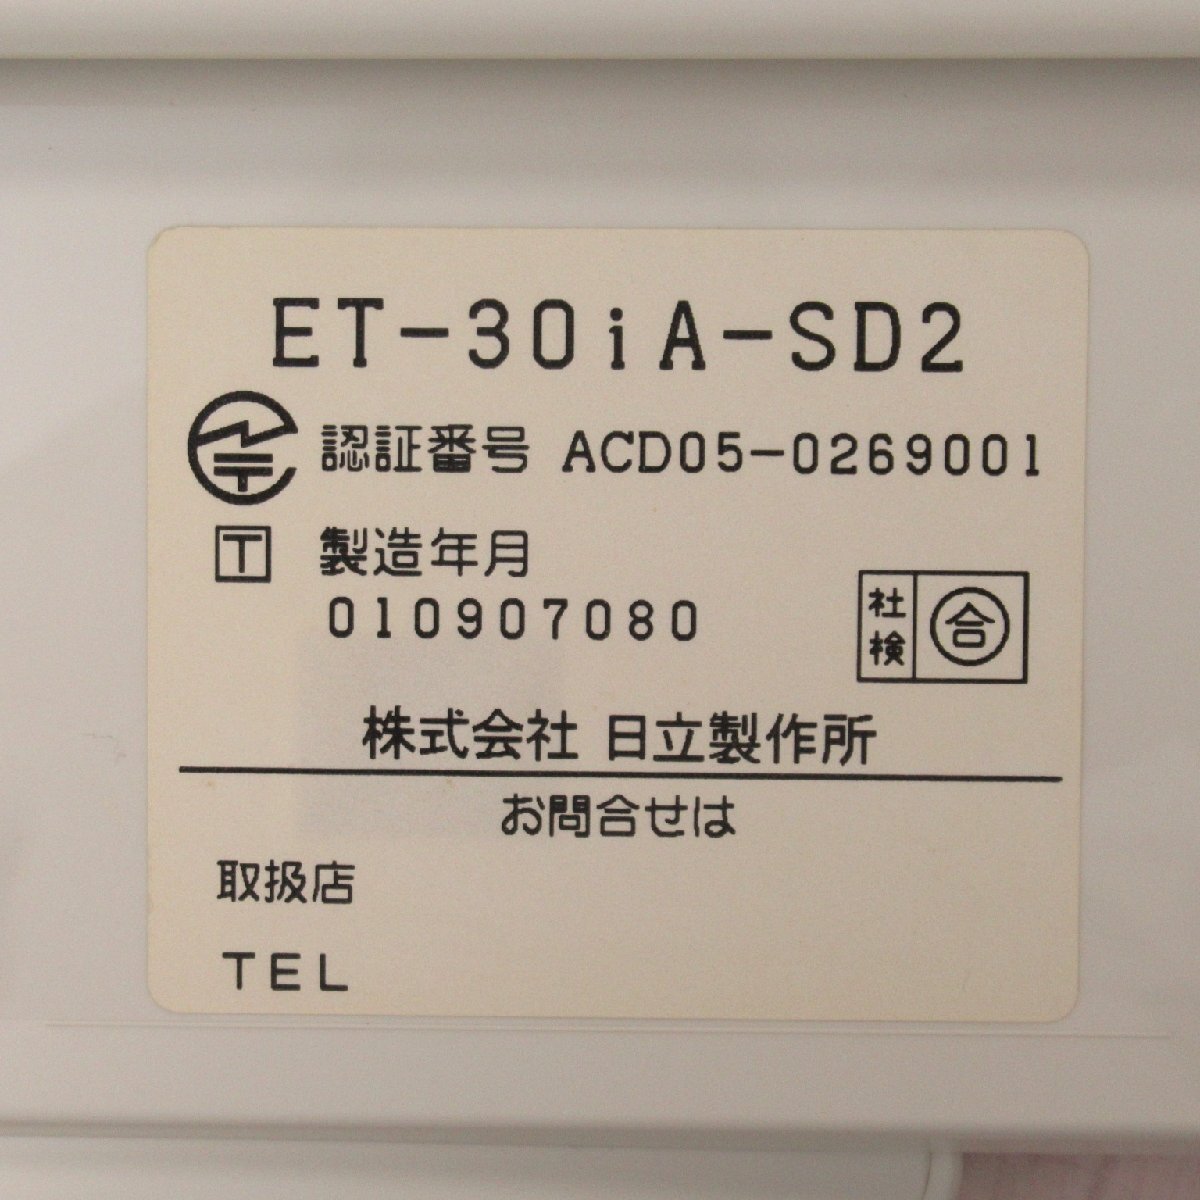 ET-30iA-SD2
認証番号 ACD05-0269001
T 製造年月
010907080
社検 合
株式会社 日立製作所
お問合せは
取扱店
TEL